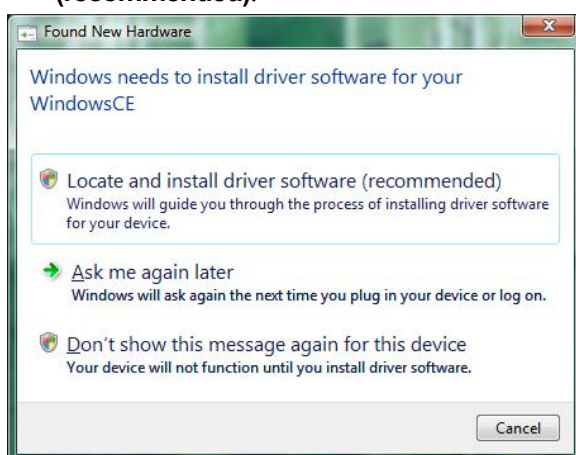 (recommended).
Found New Hardware
Windows needs to install driver software for your
WindowsCE
Locate and install driver software (recommended)
Windows will guide you through the process of installing driver software
for your device.
Ask me again later
Windows will ask again the next time you plug in your device or log on.
Don't show this message again for this device
Your device will not function until you install driver software.
Cancel